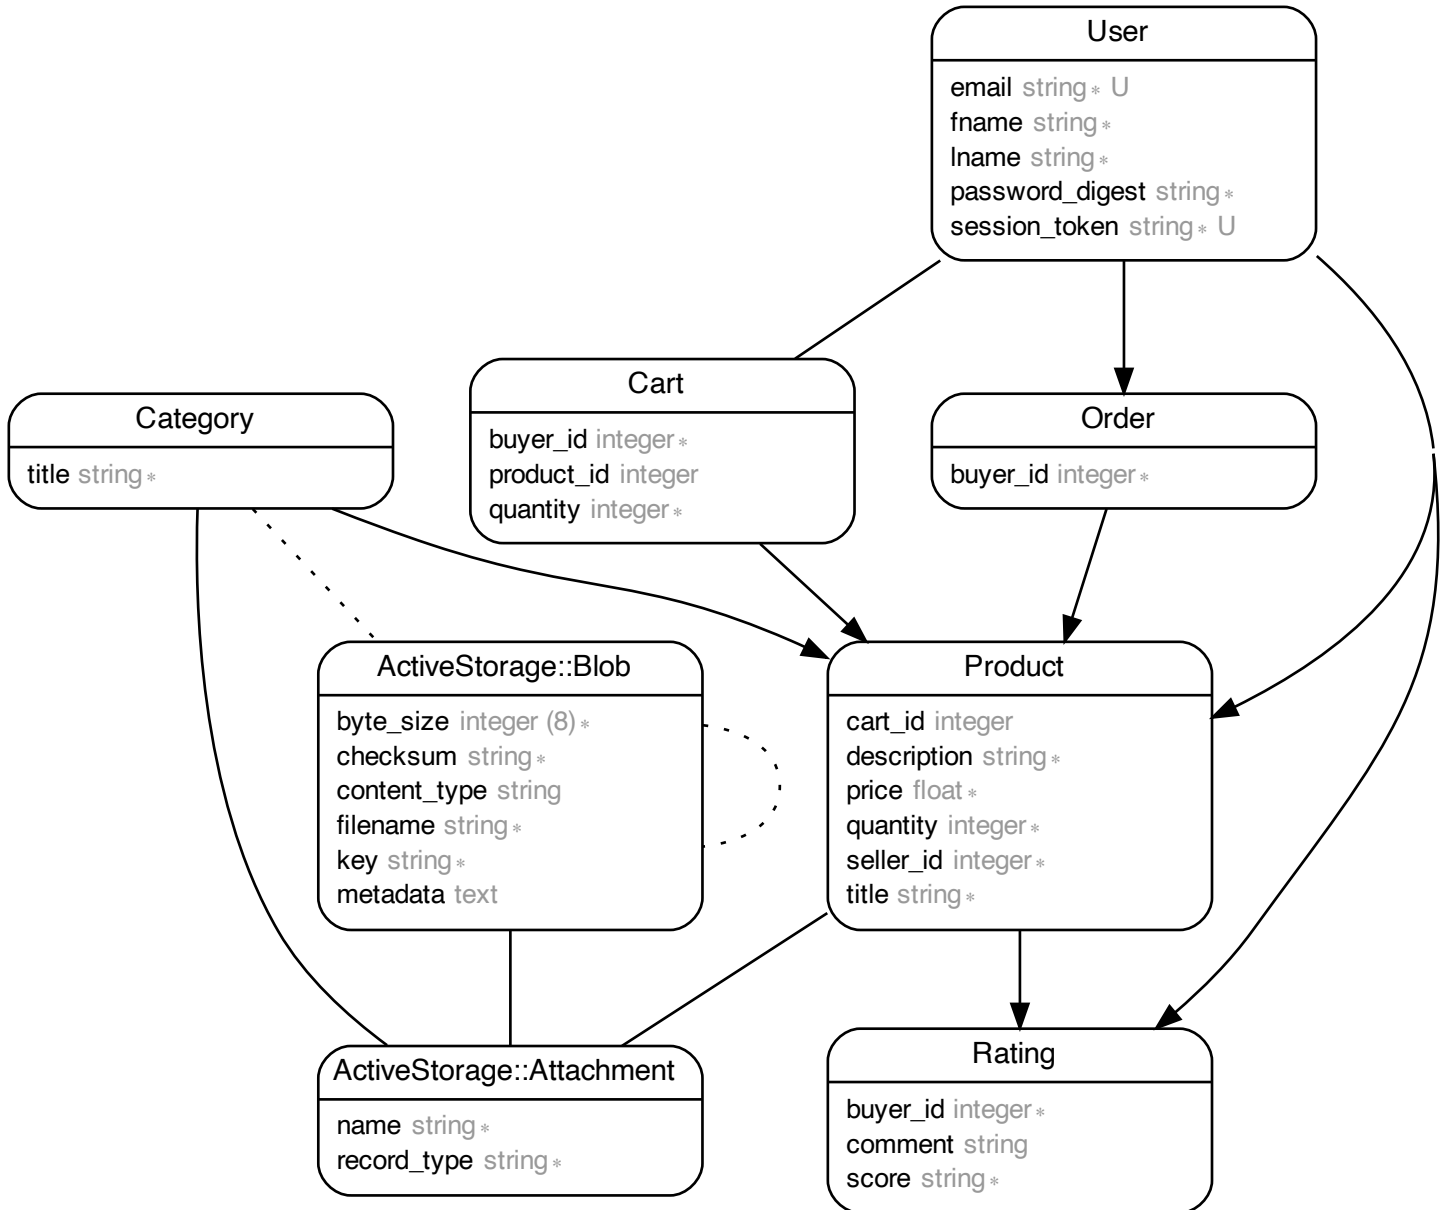 User
email string* U
fname string*
lname string*
password_digest string*
session_token string* U
Cart
buyer_id integer*
product_id integer
quantity integer*
Category
title string*
Order
buyer_id integer*
ActiveStorage::Blob
byte_size integer (8)*
checksum string*
content_type string
filename string*
key string*
metadata text
Product
cart_id integer
description string*
price float*
quantity integer*
seller_id integer*
title string*
ActiveStorage::Attachment
name string*
record_type string*
Rating
buyer_id integer*
comment string
score string*